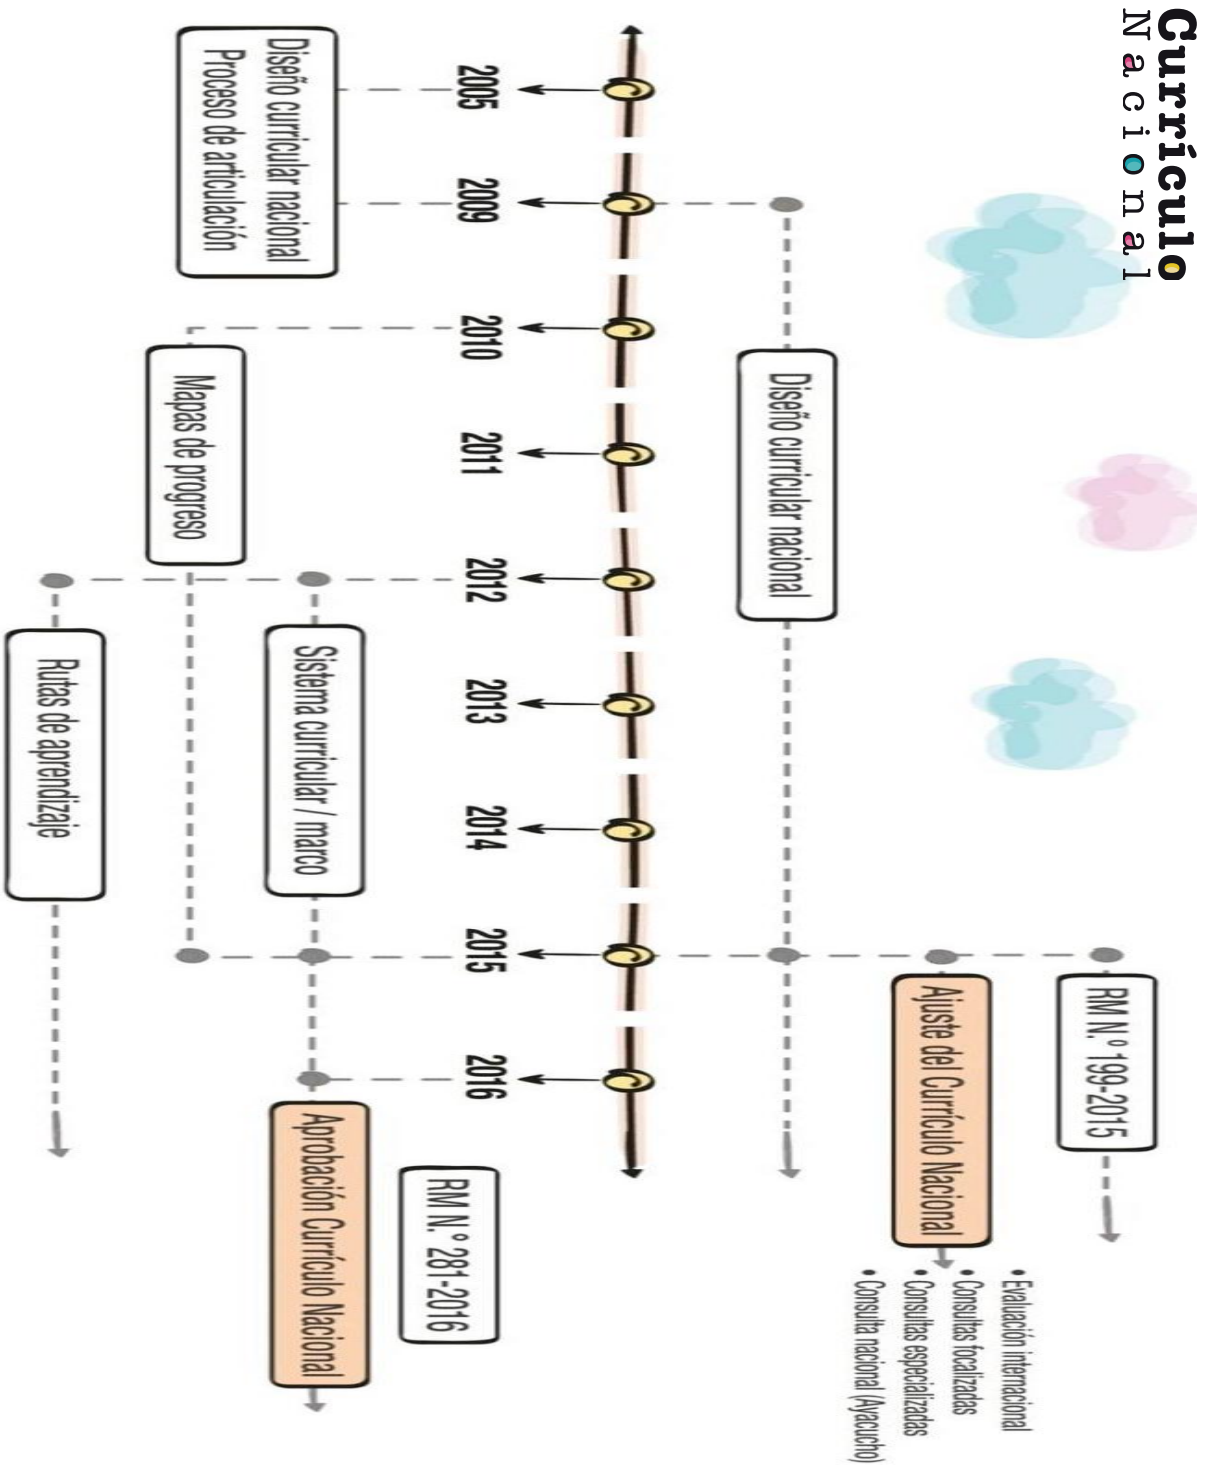 Currículo
Nacional
RM N.º 199-2015
Ajuste del Currículo Nacional
• Evaluación internacional
• Consultas focalizadas
• Consultas especializadas
• Consulta nacional (Ayacucho)
Diseño curricular nacional
2005
2009
2010
2011
2012
2013
2014
2015
2016
Diseño curricular nacional
Proceso de articulación
Mapas de progreso
Sistema curricular / marco
Rutas de aprendizaje
RM N.º 281-2016
Aprobación Currículo Nacional